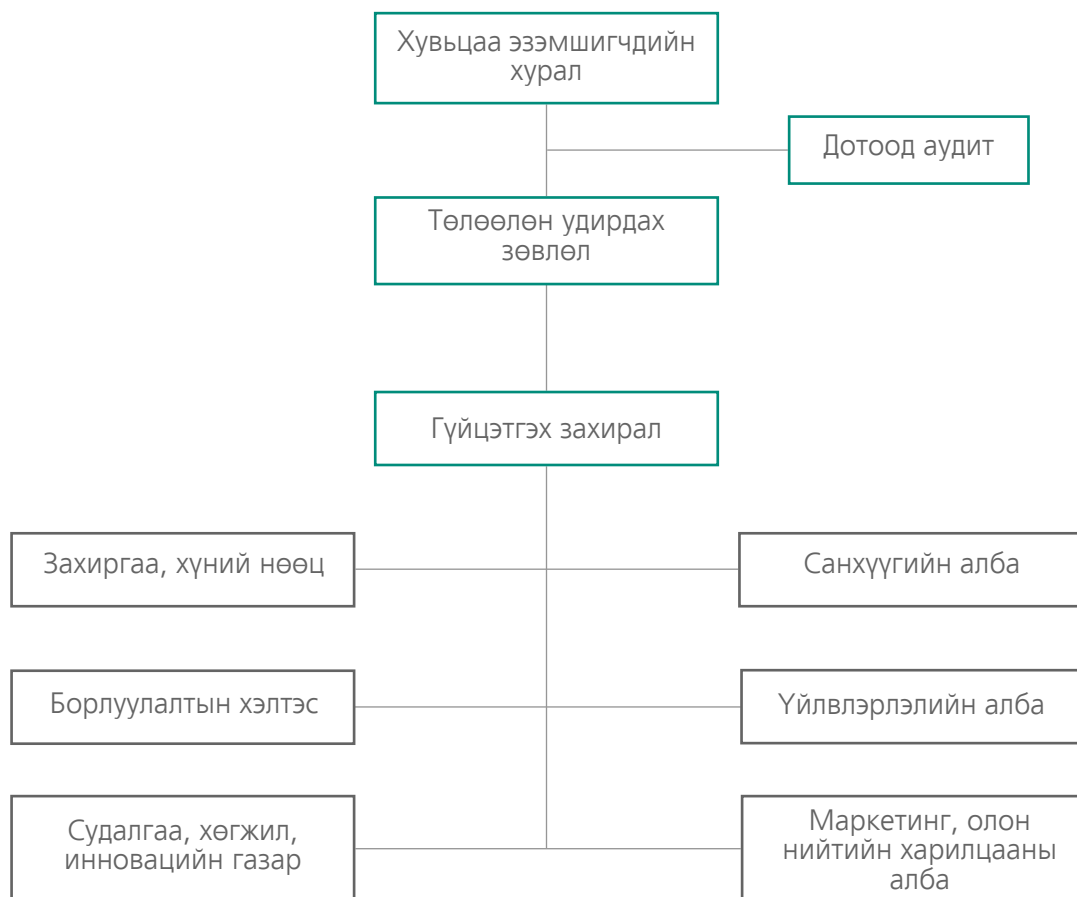 Хувьцаа эзэмшигчдийн
хурал
Дотоод аудит
Төлөөлөн удирдах
зөвлөл
Гүйцэтгэх захирал
Захиргаа, хүний нөөц
Санхүүгийн алба
Борлуулалтын хэлтэс
Үйлвлэрлэлийн алба
Судалгаа, хөгжил,
инновацийн газар
Маркетинг, олон
нийтийн харилцааны
алба